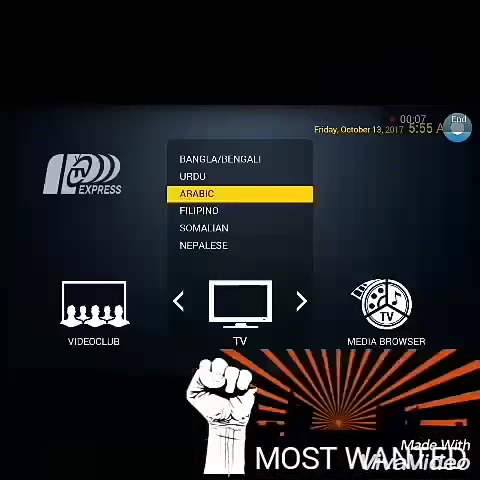 00:07
End
Friday, October 13, 2017 5:55 A
TV
EXPRESS
BANGLA/BENGALI
URDU
ARABIC
FILIPINO
SOMALIAN
NEPALESE
TV
VIDEOCLUB
TV
MEDIA BROWSER
MOST WANTED
Made With
VivaVideo